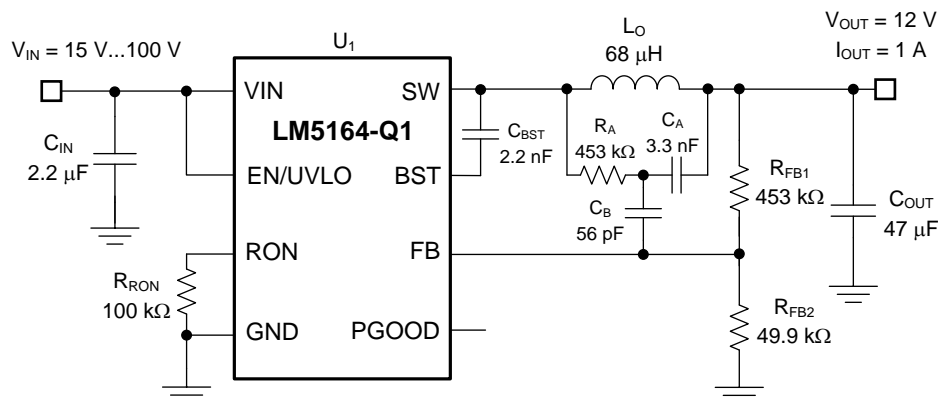 V_IN = 15 V...100 V
U_1
L_O
68 μH
V_OUT = 12 V
I_OUT = 1 A
VIN
SW
LM5164-Q1
C_IN
2.2 μF
C_BST
2.2 nF
R_A
453 kΩ
C_A
3.3 nF
EN/UVLO
BST
R_FB1
453 kΩ
C_OUT
47 μF
C_B
56 pF
RON
FB
R_RON
100 kΩ
GND
PGOOD
R_FB2
49.9 kΩ